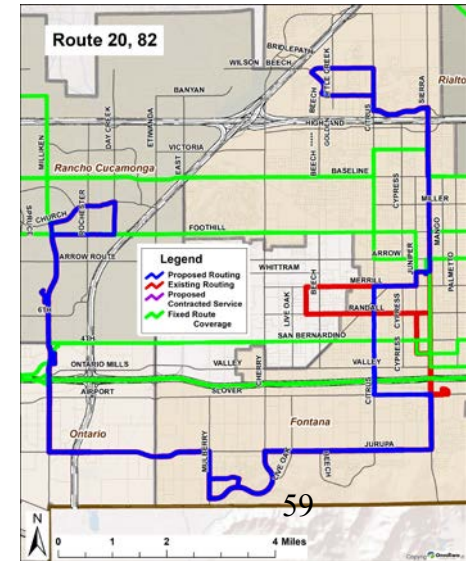 Route 20, 82
BRIDLEPATH
WILSON
BEECH
LITTLE CREEK
SIERRA
Rialto
BANYAN
MILLIKEN
DAY CREEK
ETIWANDA
BEECH
CITRUS
HIGHLAND
VICTORIA
EAST
Rancho Cucamonga
BEECH
BASELINE
CYPRESS
MILLER
SPRUCE
CHURCH
ROCHESTER
FOOTHILL
MANGO
PALMETTO
ARROW ROUTE
ARROW
JUNIPER
Legend
Proposed Routing
Existing Routing
Proposed
Contracted Service
Fixed Route
Coverage
WHITTRAM
LIVE OAK
BEECH
MERRILL
RANDALL
CYPRESS
6TH
4TH
SAN BERNARDINO
CYPRESS
ONTARIO MILLS
VALLEY
CHERRY
VALLEY
AIRPORT
SLOVER
CITRUS
Ontario
Fontana
MULBERRY
LIVE OAK
BEECH
JURUPA
59
N
0 1 2 4 Miles